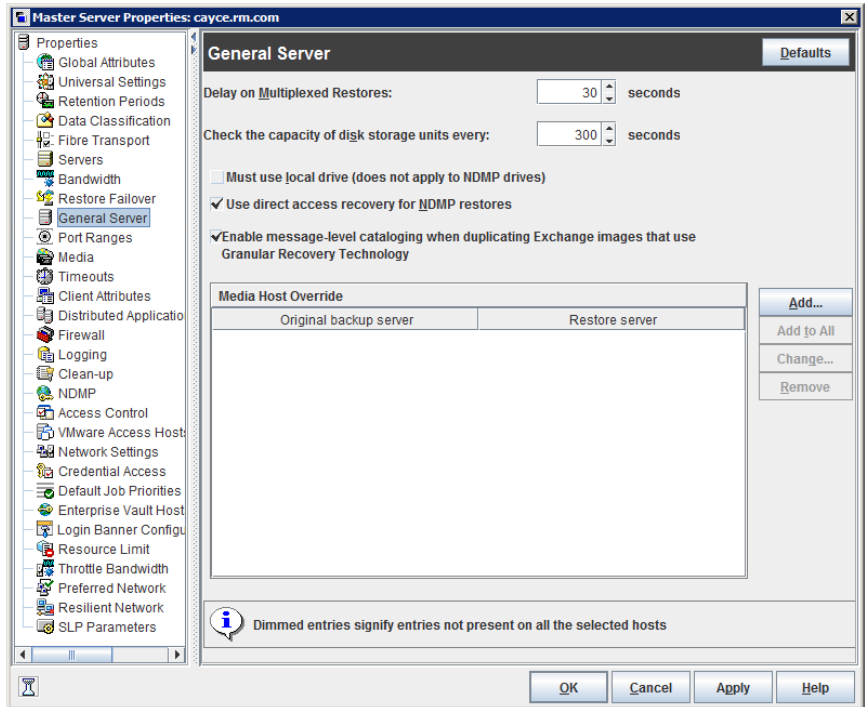 Master Server Properties: cayce.rm.com
Properties
Global Attributes
Universal Settings
Retention Periods
Data Classification
Fibre Transport
Servers
Bandwidth
Restore Failover
General Server
Port Ranges
Media
Timeouts
Client Attributes
Distributed Applicatio
Firewall
Logging
Clean-up
NDMP
Access Control
VMware Access Hosts
Network Settings
Credential Access
Default Job Priorities
Enterprise Vault Host
Login Banner Configu
Resource Limit
Throttle Bandwidth
Preferred Network
Resilient Network
SLP Parameters
General Server
Defaults
Delay on Multiplexed Restores: 30 seconds
Check the capacity of disk storage units every: 300 seconds
Must use local drive (does not apply to NDMP drives)
Use direct access recovery for NDMP restores
Enable message-level cataloging when duplicating Exchange images that use
Granular Recovery Technology
Media Host Override
Original backup server Restore server
Add...
Add to All
Change...
Remove
Dimmed entries signify entries not present on all the selected hosts
OK Cancel Apply Help